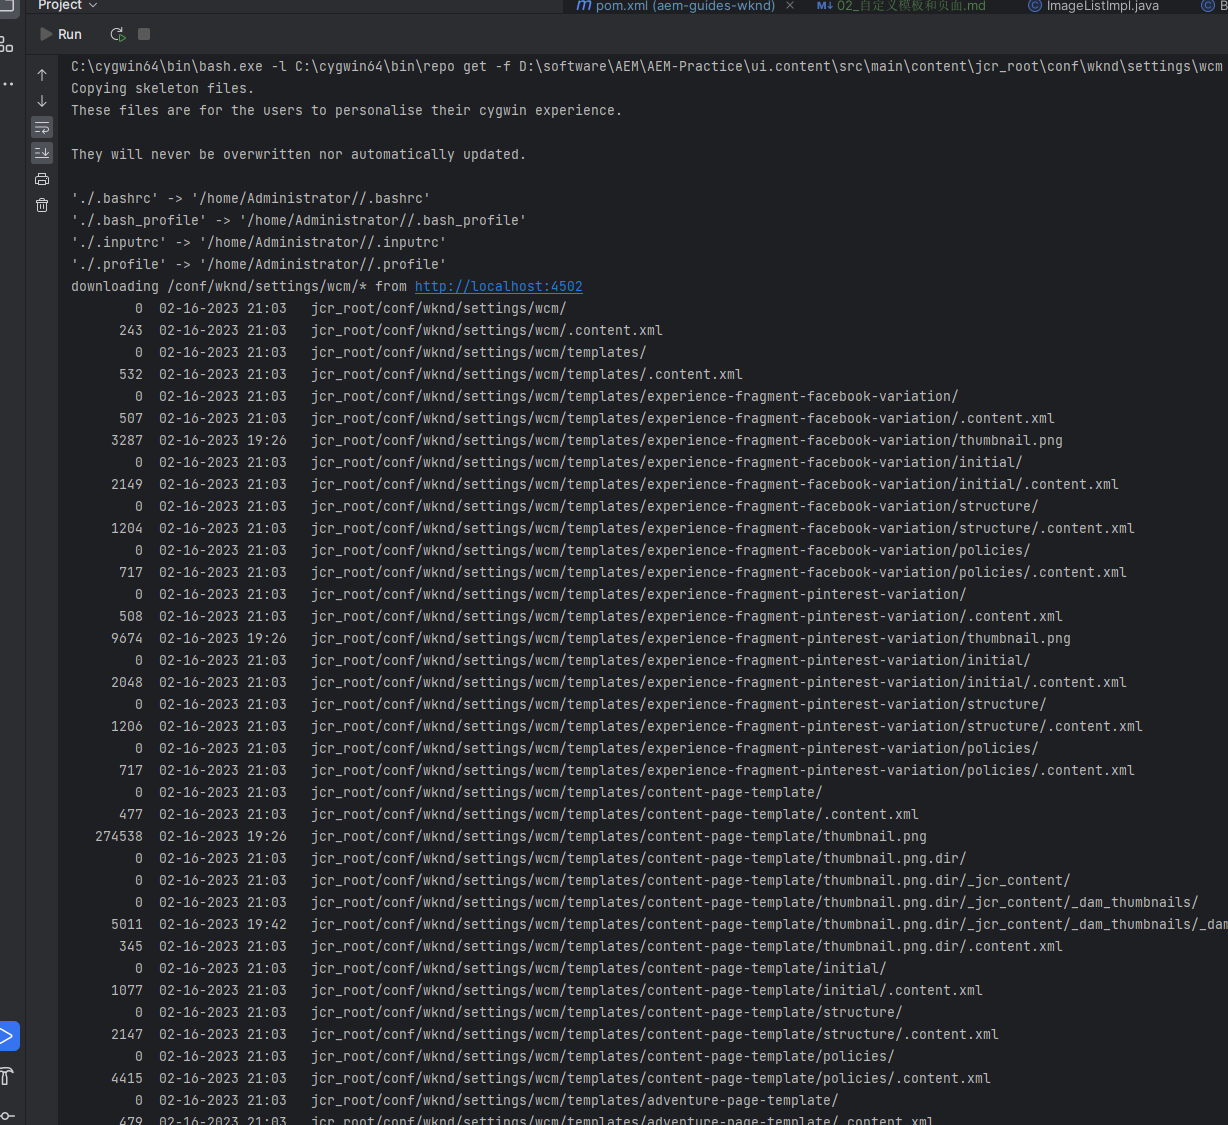 Project
pom.xml (aem-guides-wknd)
02_自定义模板和页面.md
ImageListImpl.java
Run
C:\cygwin64\bin\bash.exe -l C:\cygwin64\bin\repo get -f D:\software\AEM\AEM-Practice\ui.content\src\main\content\jcr_root\conf\wknd\settings\wcm
Copying skeleton files.
These files are for the users to personalise their cygwin experience.
They will never be overwritten nor automatically updated.
'./.bashrc' -> '/home/Administrator//.bashrc'
'./.bash_profile' -> '/home/Administrator//.bash_profile'
'./.inputrc' -> '/home/Administrator//.inputrc'
'./.profile' -> '/home/Administrator//.profile'
downloading /conf/wknd/settings/wcm/* from http://localhost:4502
0 02-16-2023 21:03 jcr_root/conf/wknd/settings/wcm/
243 02-16-2023 21:03 jcr_root/conf/wknd/settings/wcm/.content.xml
0 02-16-2023 21:03 jcr_root/conf/wknd/settings/wcm/templates/
532 02-16-2023 21:03 jcr_root/conf/wknd/settings/wcm/templates/.content.xml
0 02-16-2023 21:03 jcr_root/conf/wknd/settings/wcm/templates/experience-fragment-facebook-variation/
507 02-16-2023 21:03 jcr_root/conf/wknd/settings/wcm/templates/experience-fragment-facebook-variation/.content.xml
3287 02-16-2023 19:26 jcr_root/conf/wknd/settings/wcm/templates/experience-fragment-facebook-variation/thumbnail.png
0 02-16-2023 21:03 jcr_root/conf/wknd/settings/wcm/templates/experience-fragment-facebook-variation/initial/
2149 02-16-2023 21:03 jcr_root/conf/wknd/settings/wcm/templates/experience-fragment-facebook-variation/initial/.content.xml
0 02-16-2023 21:03 jcr_root/conf/wknd/settings/wcm/templates/experience-fragment-facebook-variation/structure/
1204 02-16-2023 21:03 jcr_root/conf/wknd/settings/wcm/templates/experience-fragment-facebook-variation/structure/.content.xml
0 02-16-2023 21:03 jcr_root/conf/wknd/settings/wcm/templates/experience-fragment-facebook-variation/policies/
717 02-16-2023 21:03 jcr_root/conf/wknd/settings/wcm/templates/experience-fragment-facebook-variation/policies/.content.xml
0 02-16-2023 21:03 jcr_root/conf/wknd/settings/wcm/templates/experience-fragment-pinterest-variation/
508 02-16-2023 21:03 jcr_root/conf/wknd/settings/wcm/templates/experience-fragment-pinterest-variation/.content.xml
9674 02-16-2023 19:26 jcr_root/conf/wknd/settings/wcm/templates/experience-fragment-pinterest-variation/thumbnail.png
0 02-16-2023 21:03 jcr_root/conf/wknd/settings/wcm/templates/experience-fragment-pinterest-variation/initial/
2048 02-16-2023 21:03 jcr_root/conf/wknd/settings/wcm/templates/experience-fragment-pinterest-variation/initial/.content.xml
0 02-16-2023 21:03 jcr_root/conf/wknd/settings/wcm/templates/experience-fragment-pinterest-variation/structure/
1206 02-16-2023 21:03 jcr_root/conf/wknd/settings/wcm/templates/experience-fragment-pinterest-variation/structure/.content.xml
0 02-16-2023 21:03 jcr_root/conf/wknd/settings/wcm/templates/experience-fragment-pinterest-variation/policies/
717 02-16-2023 21:03 jcr_root/conf/wknd/settings/wcm/templates/experience-fragment-pinterest-variation/policies/.content.xml
0 02-16-2023 21:03 jcr_root/conf/wknd/settings/wcm/templates/content-page-template/
477 02-16-2023 21:03 jcr_root/conf/wknd/settings/wcm/templates/content-page-template/.content.xml
274538 02-16-2023 19:26 jcr_root/conf/wknd/settings/wcm/templates/content-page-template/thumbnail.png
0 02-16-2023 21:03 jcr_root/conf/wknd/settings/wcm/templates/content-page-template/thumbnail.png.dir/
0 02-16-2023 21:03 jcr_root/conf/wknd/settings/wcm/templates/content-page-template/thumbnail.png.dir/_jcr_content/
0 02-16-2023 21:03 jcr_root/conf/wknd/settings/wcm/templates/content-page-template/thumbnail.png.dir/_jcr_content/_dam_thumbnails/
5011 02-16-2023 19:42 jcr_root/conf/wknd/settings/wcm/templates/content-page-template/thumbnail.png.dir/_jcr_content/_dam_thumbnails/_dam
345 02-16-2023 21:03 jcr_root/conf/wknd/settings/wcm/templates/content-page-template/thumbnail.png.dir/.content.xml
0 02-16-2023 21:03 jcr_root/conf/wknd/settings/wcm/templates/content-page-template/initial/
1077 02-16-2023 21:03 jcr_root/conf/wknd/settings/wcm/templates/content-page-template/initial/.content.xml
0 02-16-2023 21:03 jcr_root/conf/wknd/settings/wcm/templates/content-page-template/structure/
2147 02-16-2023 21:03 jcr_root/conf/wknd/settings/wcm/templates/content-page-template/structure/.content.xml
0 02-16-2023 21:03 jcr_root/conf/wknd/settings/wcm/templates/content-page-template/policies/
4415 02-16-2023 21:03 jcr_root/conf/wknd/settings/wcm/templates/content-page-template/policies/.content.xml
0 02-16-2023 21:03 jcr_root/conf/wknd/settings/wcm/templates/adventure-page-template/
479 02-16-2023 21:03 jcr_root/conf/wknd/settings/wcm/templates/adventure-page-template/.content.xml